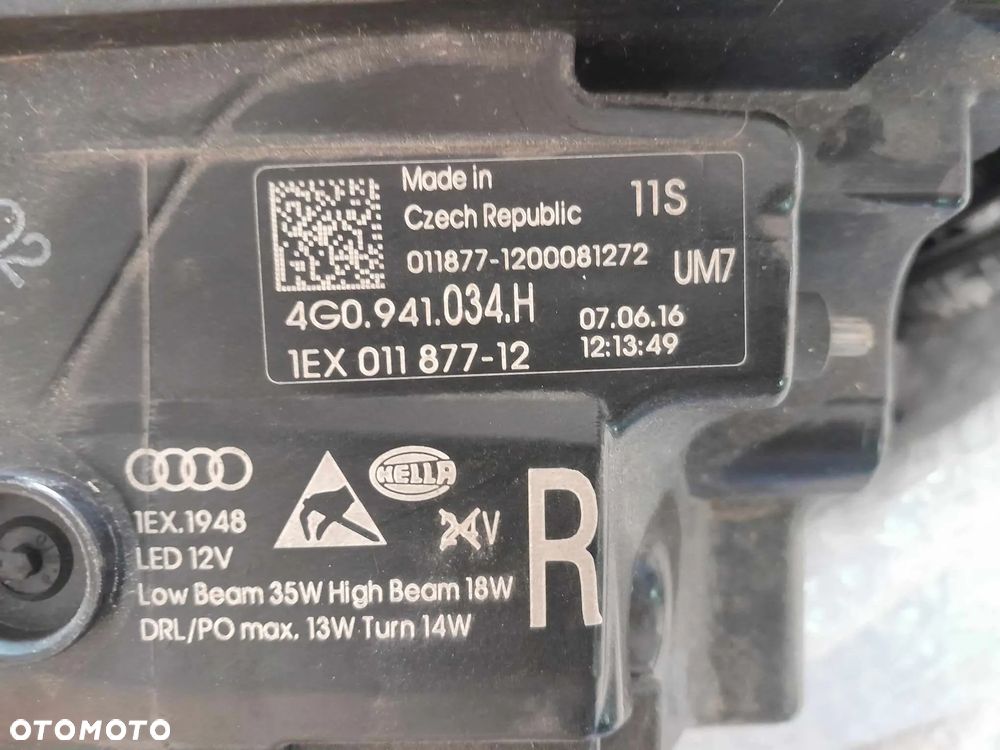 Made in
Czech Republic
11S
011877-1200081272
UM7
4G0.941.034.H
07.06.16
1EX 011 877-12
12:13:49
HELLA
1EX.1948
24V
LED 12V
R
Low Beam 35W High Beam 18W
DRL/PO max. 13W Turn 14W
OTOMOTO